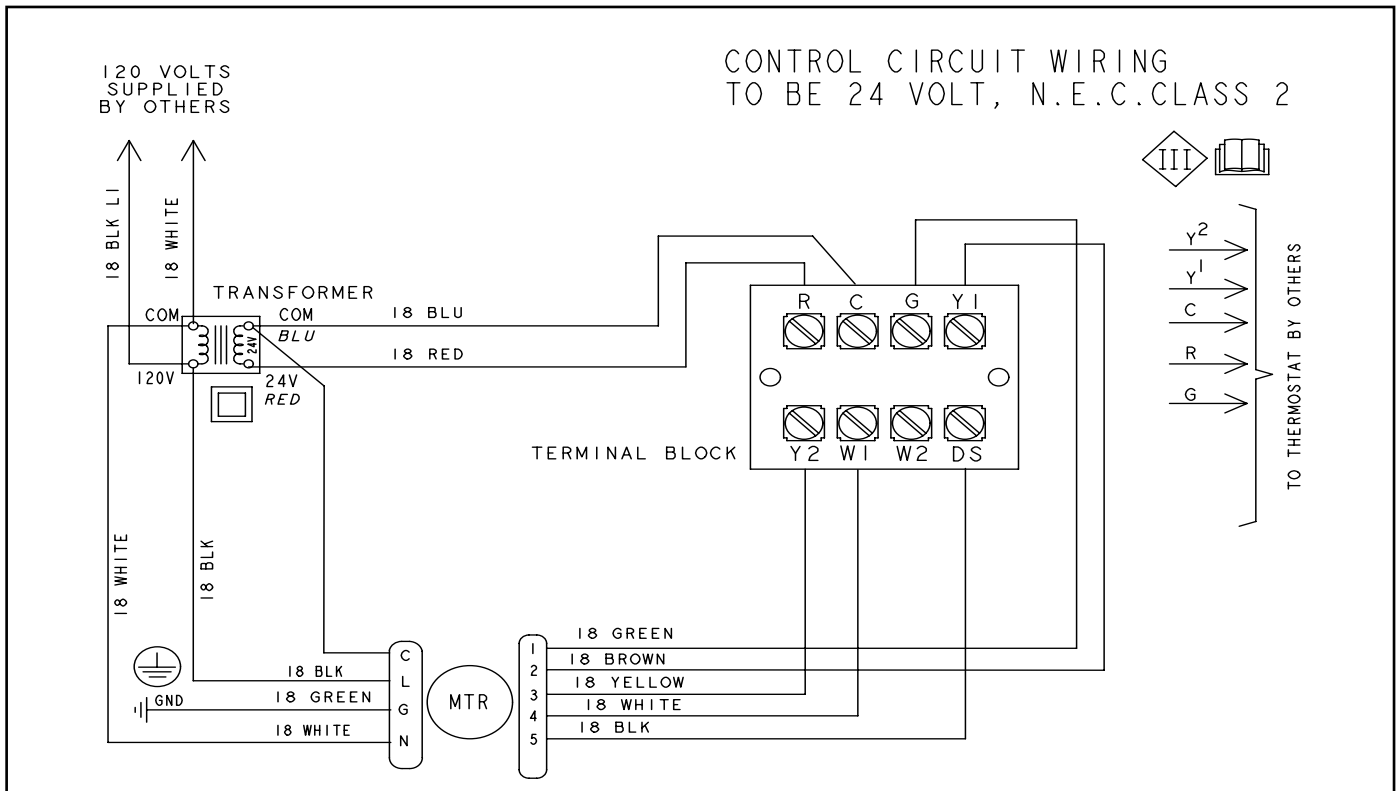 120 VOLTS
SUPPLIED
BY OTHERS
CONTROL CIRCUIT WIRING
TO BE 24 VOLT, N.E.C.CLASS 2
III
18 BLK L1
18 WHITE
TRANSFORMER
COM
COM
BLU
24V
120V
24V
RED
18 BLU
18 RED
R C G Y1
Y2 W1 W2 DS
TERMINAL BLOCK
Y2
Y1
C
R
G
TO THERMOSTAT BY OTHERS
18 WHITE
18 BLK
GND
18 BLK
18 GREEN
18 WHITE
C
L
G
N
MTR
1
2
3
4
5
18 GREEN
18 BROWN
18 YELLOW
18 WHITE
18 BLK